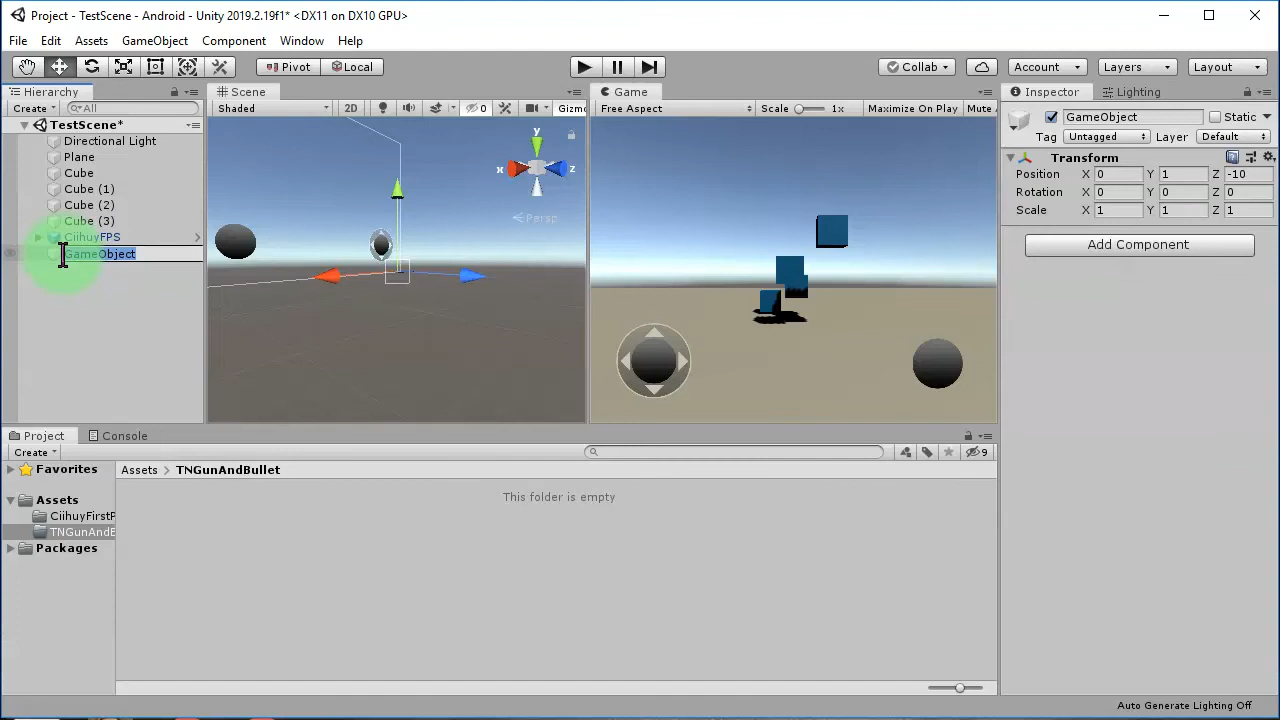 Project - TestScene - Android - Unity 2019.2.19f1* <DX11 on DX10 GPU>
File Edit Assets GameObject Component Window Help
Pivot Local Collab Account Layers Layout
Hierarchy Scene Game Inspector Lighting
Create All Shaded 2D 0 Gizmo Free Aspect Scale 1x Maximize On Play Mute
GameObject Static
TestScene*
Tag Untagged Layer Default
Directional Light
Plane
Cube
Cube (1)
Cube (2)
Cube (3)
CiihuyFPS
GameObject
y
x
z
Persp
Transform
Position X 0 Y 1 Z -10
Rotation X 0 Y 0 Z 0
Scale X 1 Y 1 Z 1
Add Component
Project Console
Create 9
Favorites
Assets
CiihuyFirstP
TNGunAndB
Packages
Assets > TNGunAndBullet
This folder is empty
Auto Generate Lighting Off